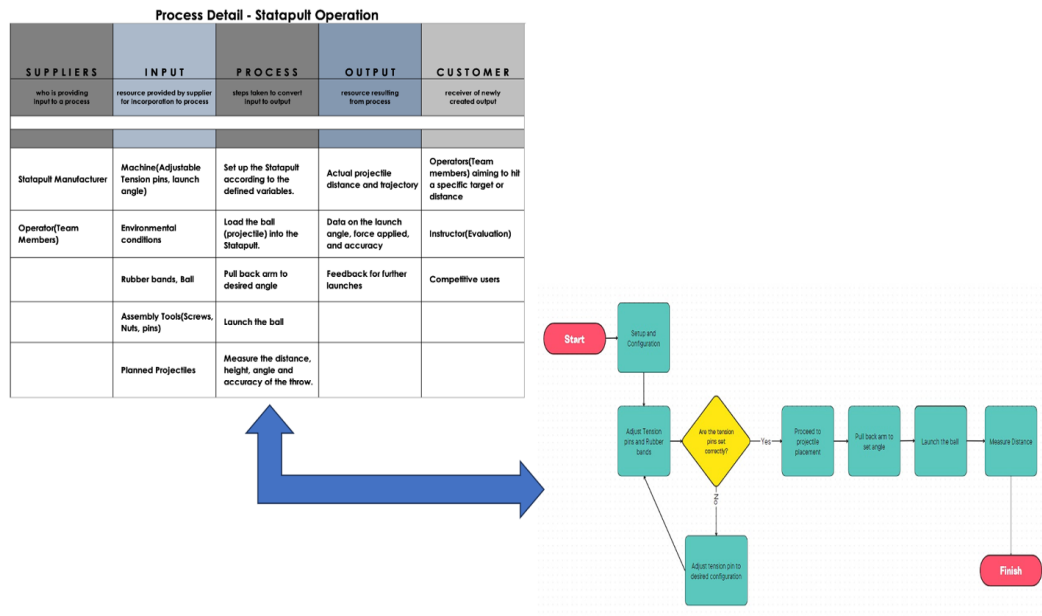 Process Detail - Statapult Operation
SUPPLIERS
INPUT
PROCESS
OUTPUT
CUSTOMER
who is providing
input to a process
resource provided by supplier
for incorporation to process
steps taken to convert
input to output
resource resulting
from process
receiver of newly
created output
Statapult Manufacturer
Machine(Adjustable
Tension pins, launch
angle)
Set up the Statapult
according to the
defined variables.
Actual projectile
distance and trajectory
Operators(Team
members) aiming to hit
a specific target or
distance
Operator(Team
Members)
Environmental
conditions
Load the ball
(projectile) into the
Statapult.
Data on the launch
angle, force applied,
and accuracy
Instructor(Evaluation)
Rubber bands, Ball
Pull back arm to
desired angle
Feedback for further
launches
Competitive users
Assembly Tools(Screws,
Nuts, pins)
Launch the ball
Planned Projectiles
Measure the distance,
height, angle and
accuracy of the throw.
Start
Setup and
Configuration
Adjust Tension
pins and Rubber
bands
Are the tension
pins set
correctly?
Yes
Proceed to
projectile
placement
Pull back arm to
set angle
Launch the ball
Measure Distance
No
Adjust tension pin to
desired configuration
Finish